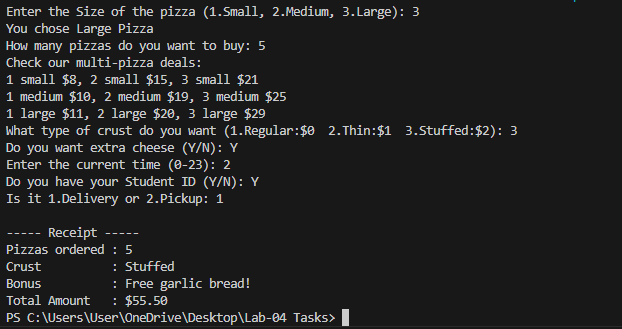 Enter the Size of the pizza (1.Small, 2.Medium, 3.Large): 3
You chose Large Pizza
How many pizzas do you want to buy: 5
Check our multi-pizza deals:
1 small $8, 2 small $15, 3 small $21
1 medium $10, 2 medium $19, 3 medium $25
1 large $11, 2 large $20, 3 large $29
What type of crust do you want (1.Regular:$0  2.Thin:$1  3.Stuffed:$2): 3
Do you want extra cheese (Y/N): Y
Enter the current time (0-23): 2
Do you have your Student ID (Y/N): Y
Is it 1.Delivery or 2.Pickup: 1

----- Receipt -----
Pizzas ordered : 5
Crust          : Stuffed
Bonus          : Free garlic bread!
Total Amount   : $55.50
PS C:\Users\User\OneDrive\Desktop\Lab-04 Tasks>